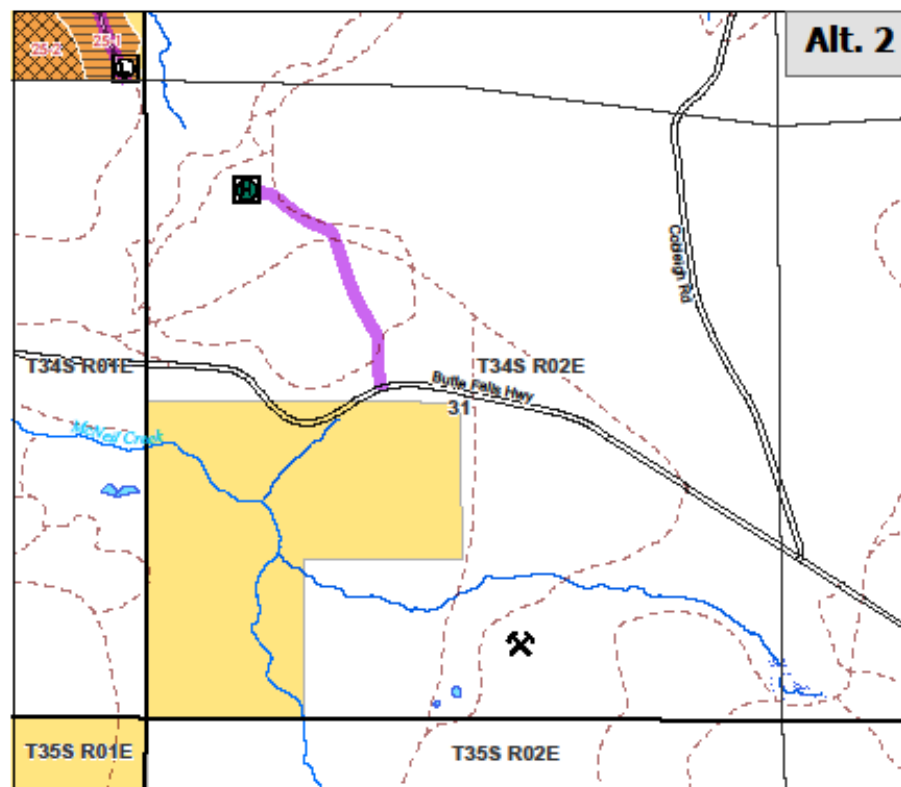 Alt. 2
25-2
25-1
L
H
Cobleigh Rd
T34S R01E
T34S R02E
Butte Falls Hwy
31
McNeil Creek
T35S R01E
T35S R02E